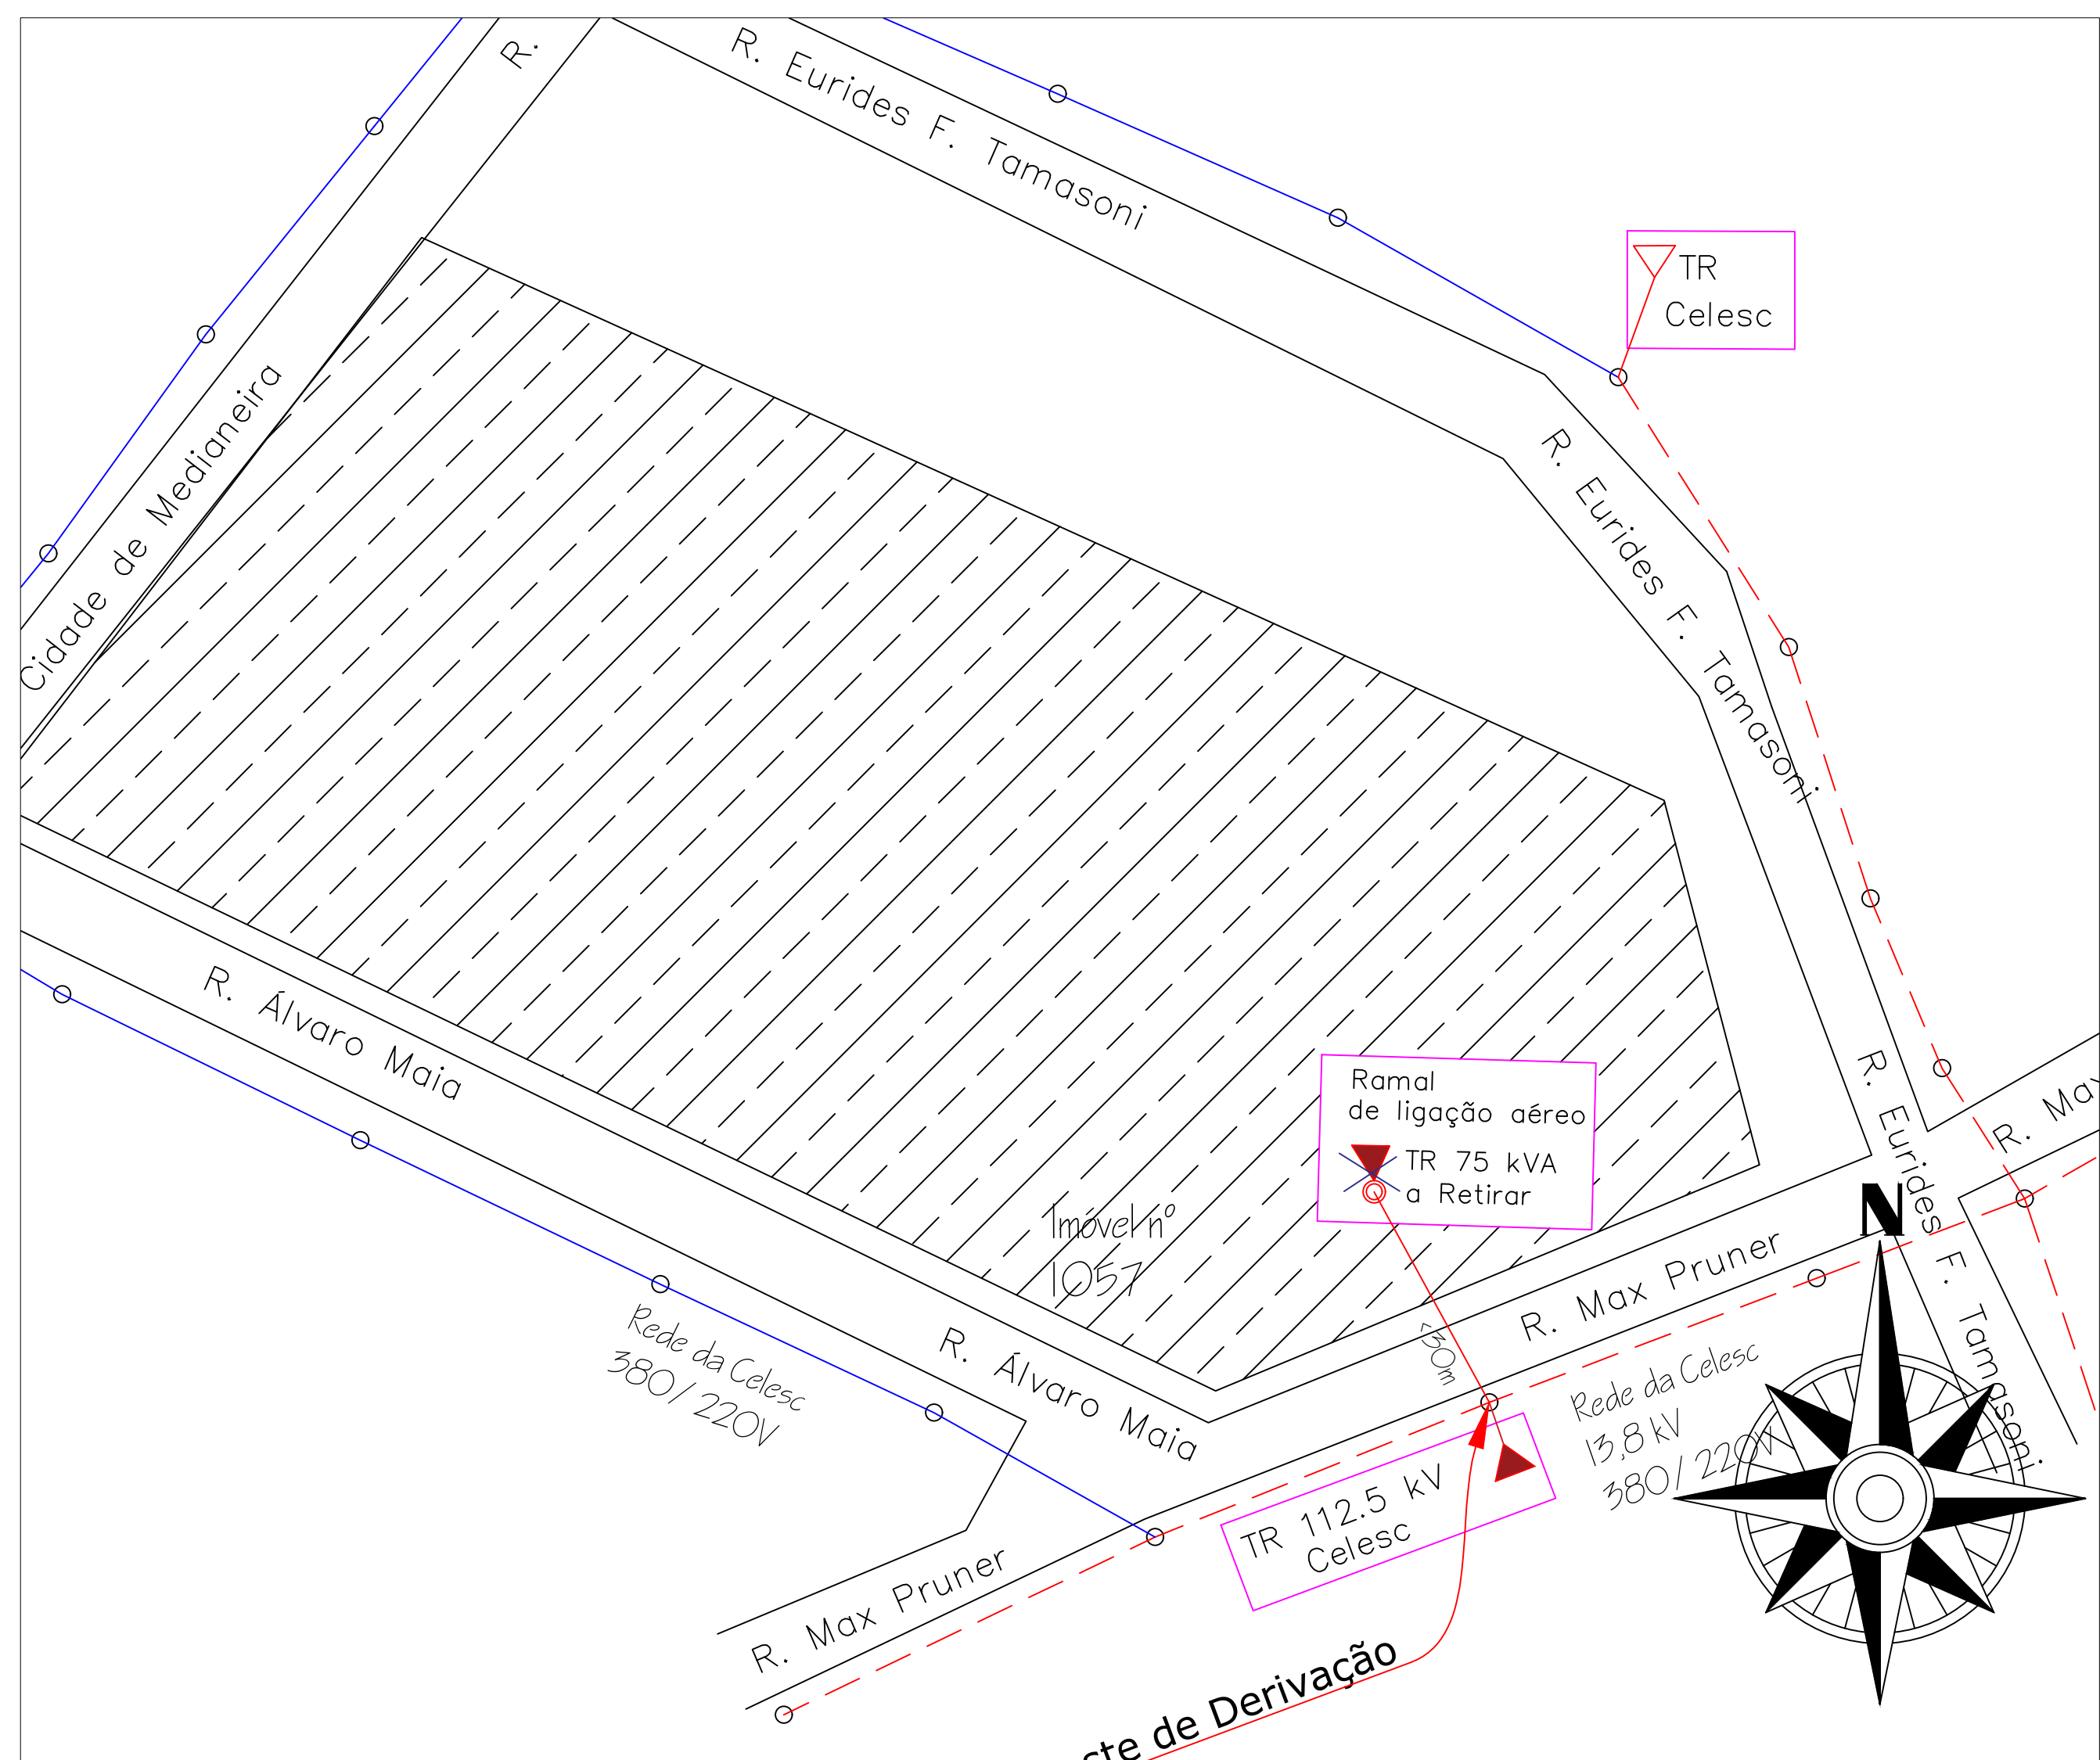 R.
R. Eurides F. Tamasoni
TR
Celesc
Cidade de Medianeira
R. Eurides F. Tamasoni
R. Álvaro Maia
Ramal
de ligação aéreo
TR 75 kVA
a Retirar
R. Eurides F. Tamason.
R. Ma
N
Imóvel nº
1057
R. Max Pruner
<30m
Rede da Celesc
380/ 220V
R. Álvaro Maia
Rede da Celesc
13,8 kV
380/ 220V
TR 112.5 kV
Celesc
R. Max Pruner
ste de Derivação